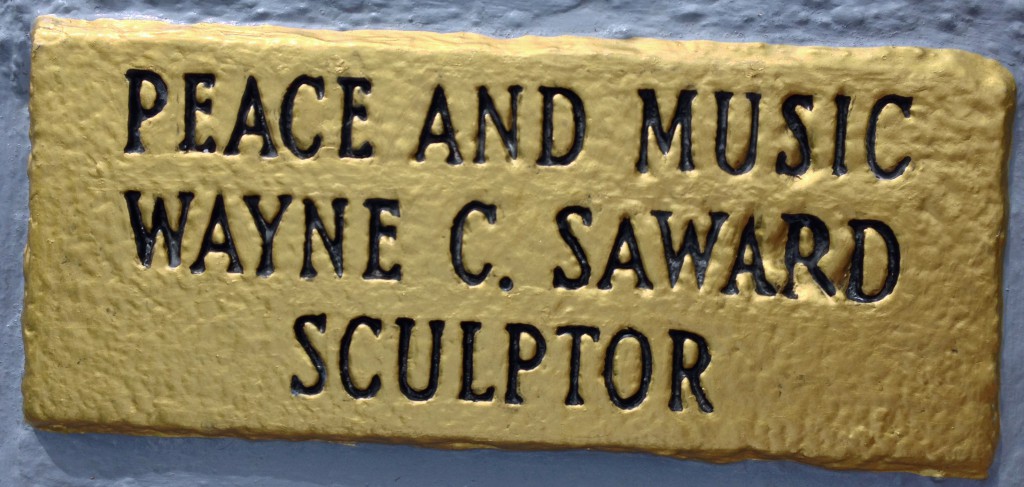 PEACE AND MUSIC
WAYNE C. SAWARD
SCULPTOR